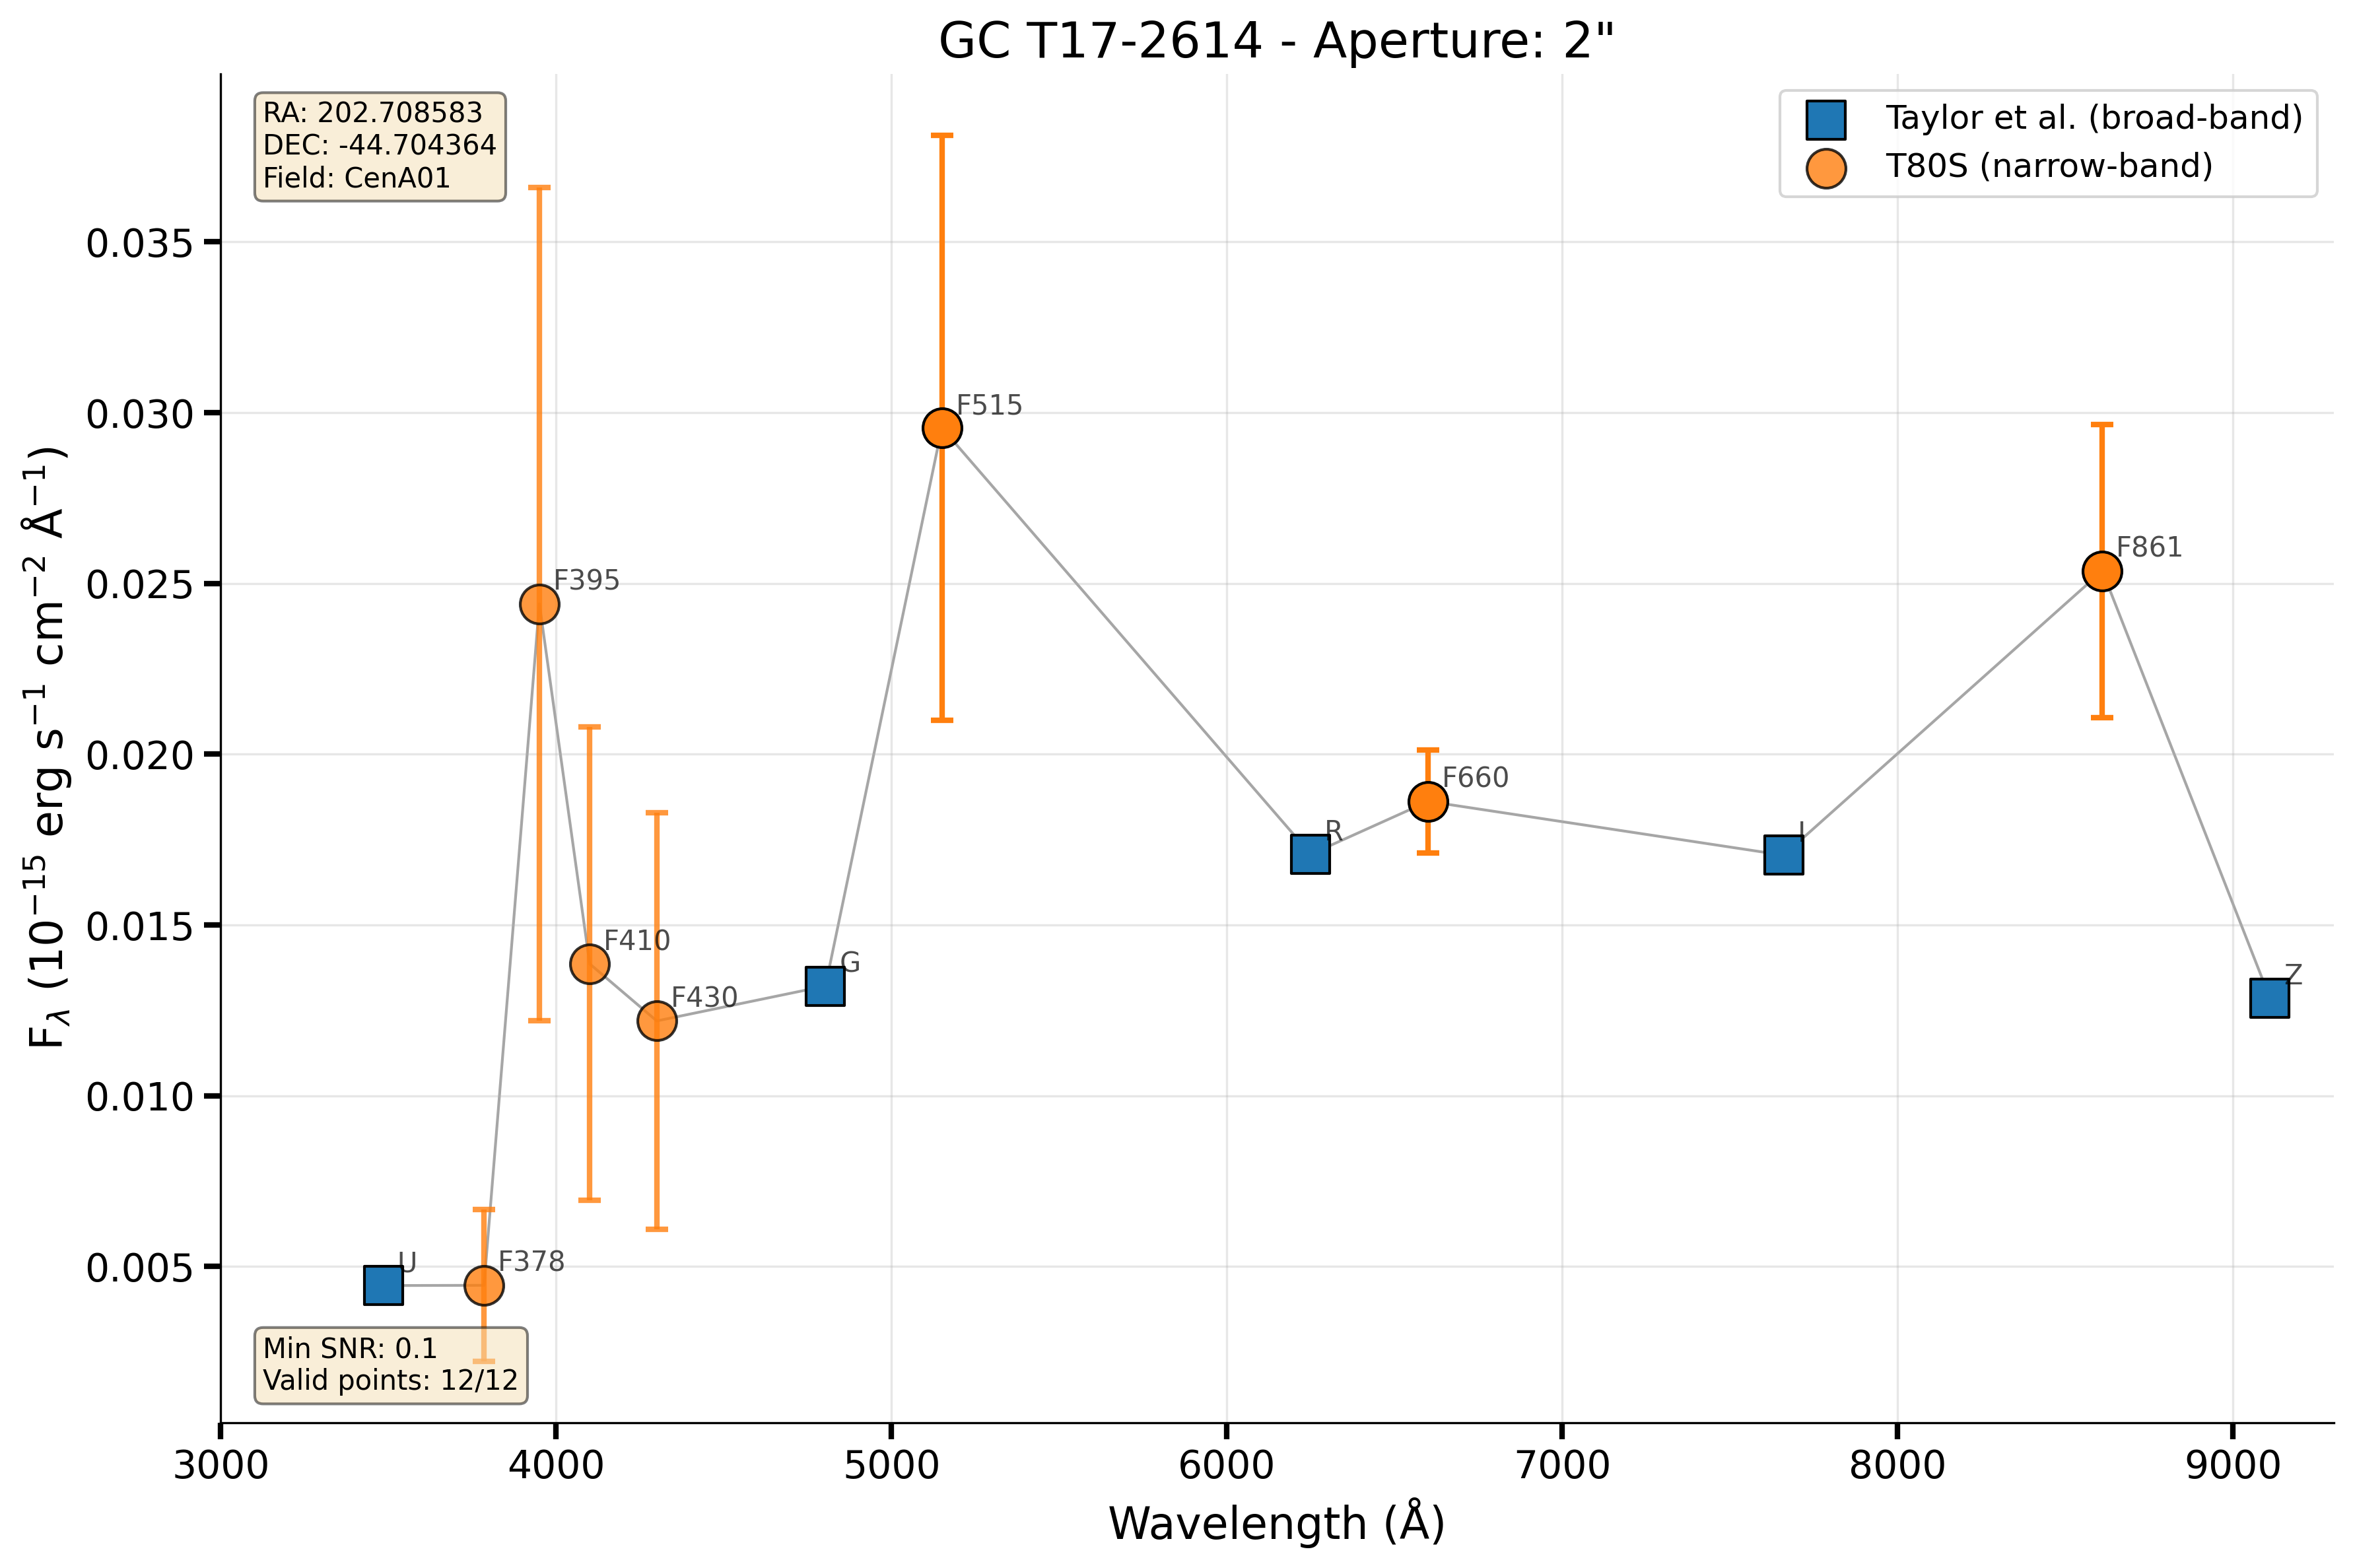 GC T17-2614 - Aperture: 2"
RA: 202.708583
DEC: -44.704364
Field: CenA01
Taylor et al. (broad-band)
T80S (narrow-band)
F$_{\lambda}$ (10$^{-15}$ erg s$^{-1}$ cm$^{-2}$ Å$^{-1}$)
0.035
0.030
0.025
0.020
0.015
0.010
0.005
U
F378
F395
F410
F430
G
F515
R
F660
I
F861
Z
Min SNR: 0.1
Valid points: 12/12
3000 4000 5000 6000 7000 8000 9000
Wavelength (Å)